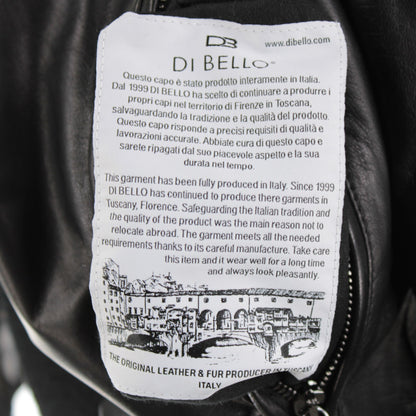 DB www.dibello.com
DI BELLO®
Questo capo è stato prodotto interamente in Italia.
Dal 1999 DI BELLO ha scelto di continuare a produrre i
propri capi nel territorio di Firenze in Toscana,
salvaguardando la tradizione e la qualità del prodotto.
Questo capo risponde a precisi requisiti di qualità e
lavorazioni accurate. Abbiate cura di questo capo e
sarete ripagati dal suo piacevole aspetto e la sua
durata nel tempo.
This garment has been fully produced in Italy. Since 1999
DI BELLO has continued to produce there garments in
Tuscany, Florence. Safeguarding the Italian tradition and
the quality of the product was the main reason not to
relocate abroad. The garment meets all the needed
requirements thanks to its careful manufacture. Take care
this item and it wear well for a long time
and always look pleasantly.
THE ORIGINAL LEATHER & FUR PRODUCER IN TUSCANY
ITALY